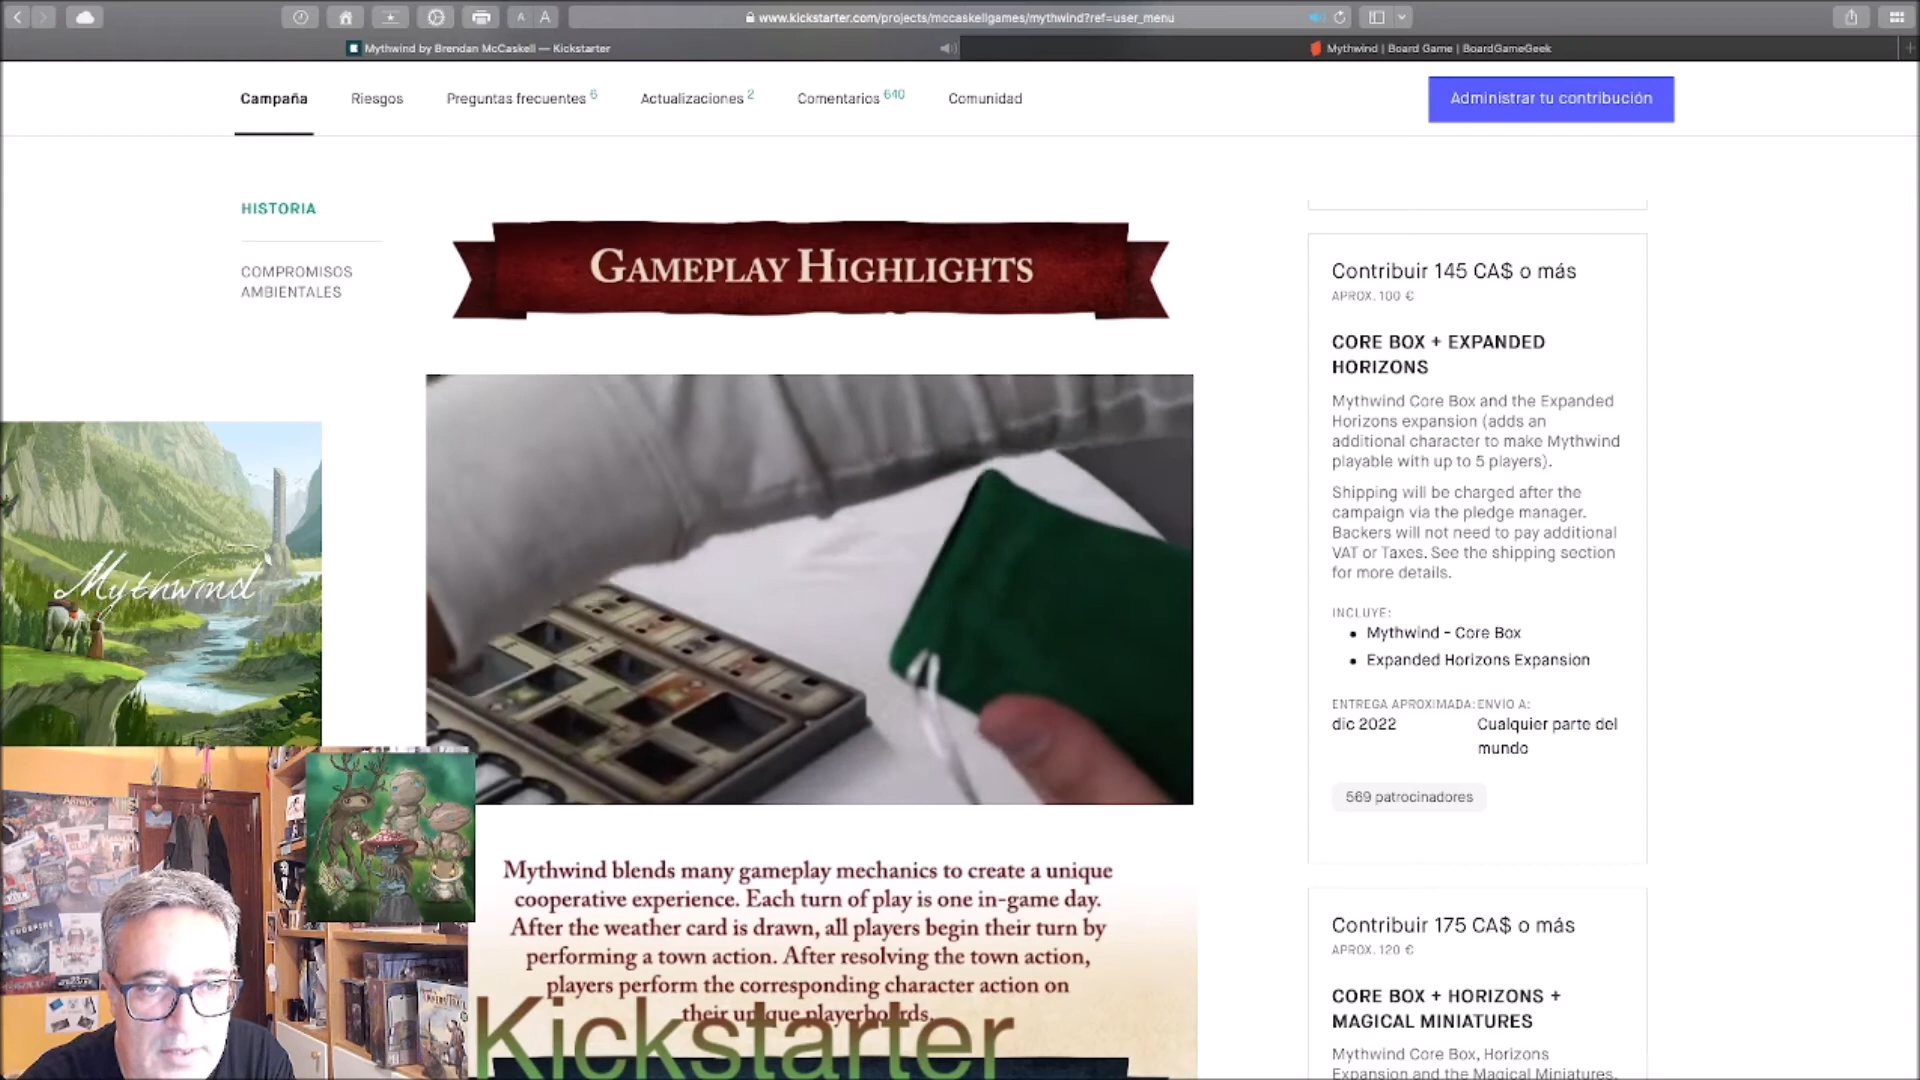 www.kickstarter.com/projects/mccaskellgames/mythwind?ref=user_menu
Mythwind by Brendan McCaskell — Kickstarter
Mythwind | Board Game | BoardGameGeek
Campaña
Riesgos
Preguntas frecuentes 6
Actualizaciones 2
Comentarios 640
Comunidad
Administrar tu contribución
HISTORIA
COMPROMISOS
AMBIENTALES
GAMEPLAY HIGHLIGHTS
Mythwind
Mythwind blends many gameplay mechanics to create a unique
cooperative experience. Each turn of play is one in-game day.
After the weather card is drawn, all players begin their turn by
performing a town action. After resolving the town action,
players perform the corresponding character action on
their unique playerboards.
Kickstarter
Contribuir 145 CA$ o más
APROX. 100 €
CORE BOX + EXPANDED
HORIZONS
Mythwind Core Box and the Expanded
Horizons expansion (adds an
additional character to make Mythwind
playable with up to 5 players).
Shipping will be charged after the
campaign via the pledge manager.
Backers will not need to pay additional
VAT or Taxes. See the shipping section
for more details.
INCLUYE:
• Mythwind - Core Box
• Expanded Horizons Expansion
ENTREGA APROXIMADA: ENVÍO A:
dic 2022 Cualquier parte del
mundo
569 patrocinadores
Contribuir 175 CA$ o más
APROX. 120 €
CORE BOX + HORIZONS +
MAGICAL MINIATURES
Mythwind Core Box, Horizons
Expansion and the Magical Miniatures.